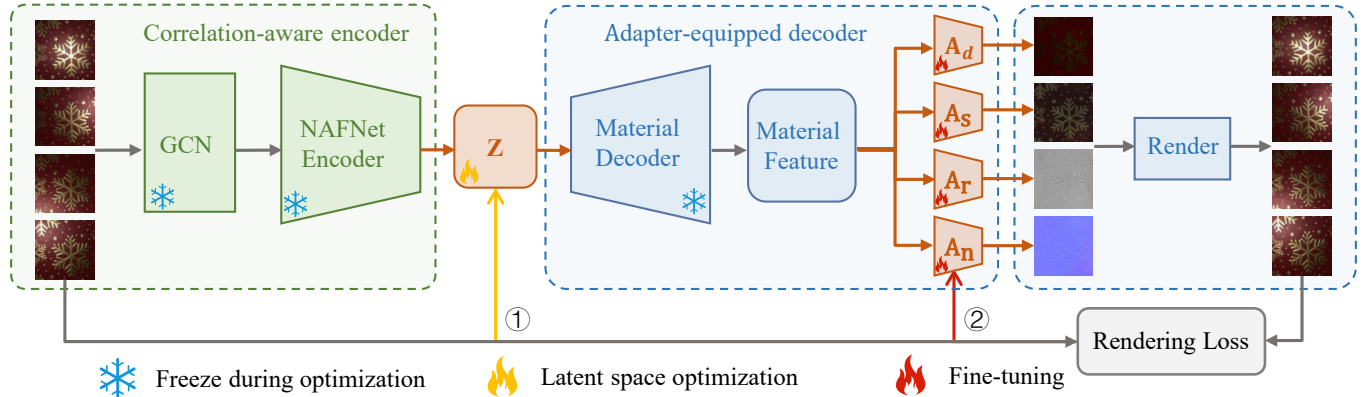 Correlation-aware encoder
GCN
NAFNet
Encoder
Z
Adapter-equipped decoder
Material
Decoder
Material
Feature
A_d
A_s
A_r
A_n
Render
①
②
Rendering Loss
Freeze during optimization
Latent space optimization
Fine-tuning